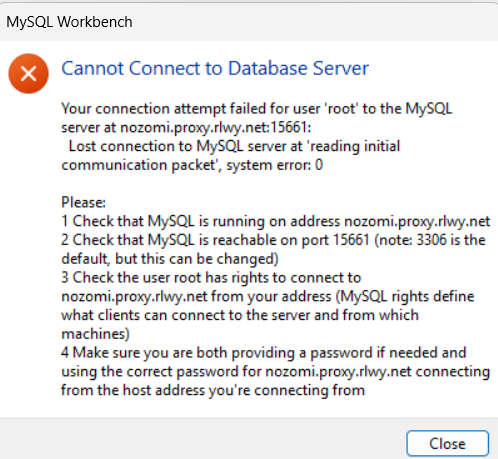 MySQL Workbench
Cannot Connect to Database Server
Your connection attempt failed for user 'root' to the MySQL
server at nozomi.proxy.rlwy.net:15661:
  Lost connection to MySQL server at 'reading initial
communication packet', system error: 0
Please:
1 Check that MySQL is running on address nozomi.proxy.rlwy.net
2 Check that MySQL is reachable on port 15661 (note: 3306 is the
default, but this can be changed)
3 Check the user root has rights to connect to
nozomi.proxy.rlwy.net from your address (MySQL rights define
what clients can connect to the server and from which
machines)
4 Make sure you are both providing a password if needed and
using the correct password for nozomi.proxy.rlwy.net connecting
from the host address you're connecting from
Close